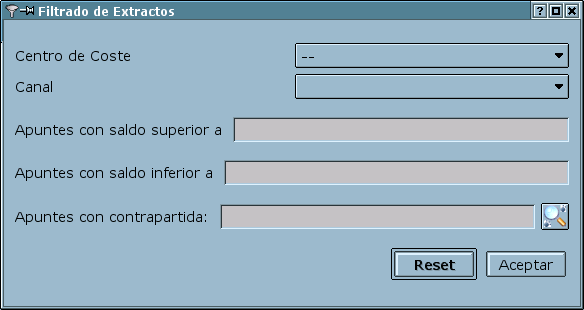 Filtrado de Extractos
Centro de Coste --
Canal
Apuntes con saldo superior a
Apuntes con saldo inferior a
Apuntes con contrapartida:
Reset Aceptar